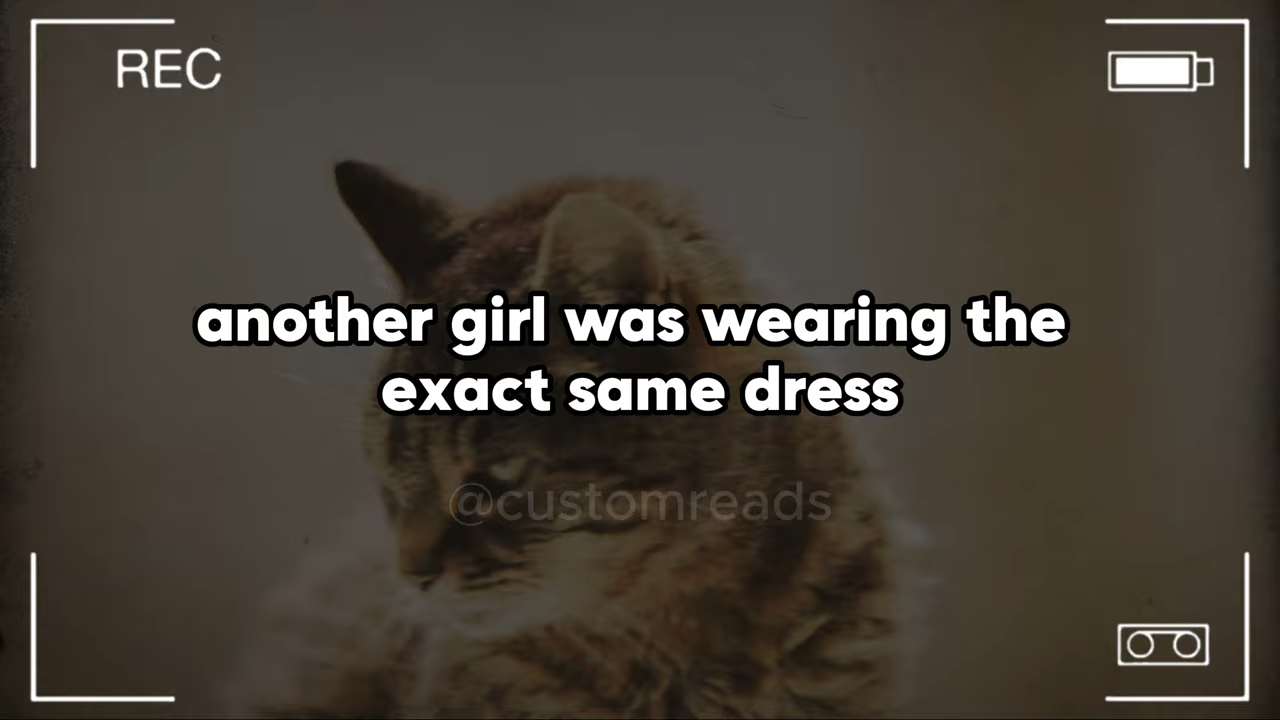 REC
another girl was wearing the
exact same dress
@customreads